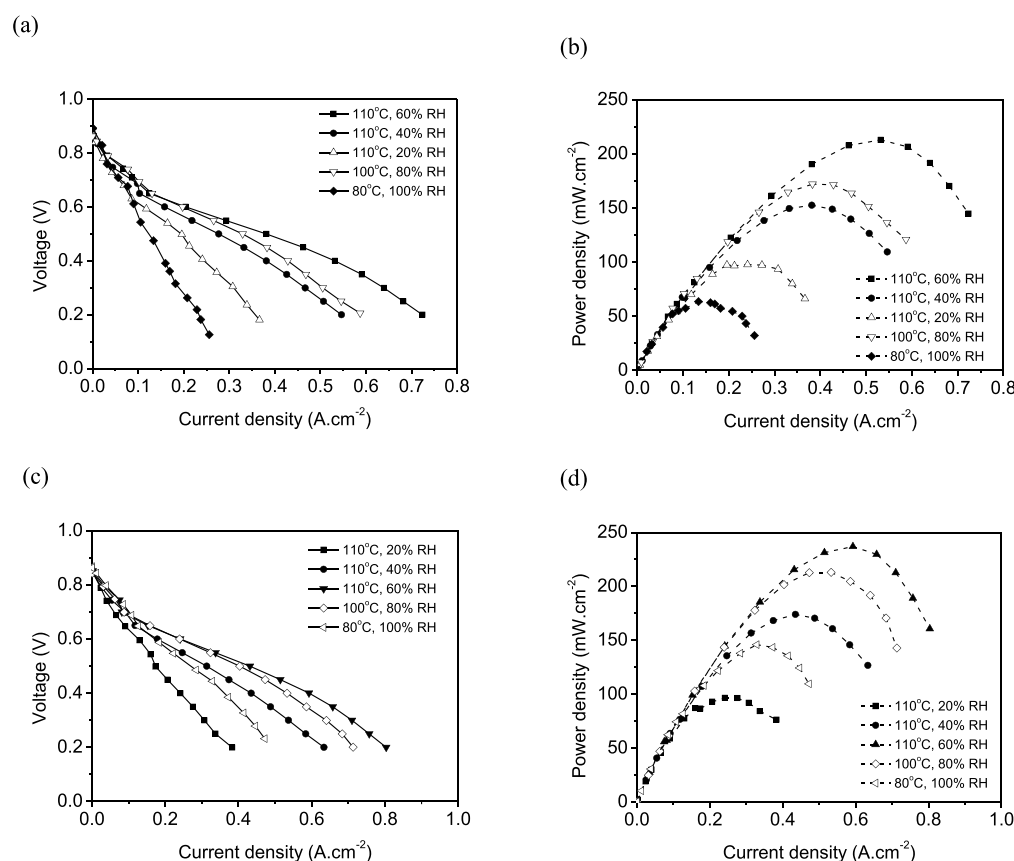 (a)
1.0
0.8
0.6
0.4
0.2
0.0
Voltage (V)
110°C, 60% RH
110°C, 40% RH
110°C, 20% RH
100°C, 80% RH
80°C, 100% RH
0.0 0.1 0.2 0.3 0.4 0.5 0.6 0.7 0.8
Current density (A.cm⁻²)
(b)
250
200
150
100
50
0
Power density (mW.cm⁻²)
110°C, 60% RH
110°C, 40% RH
110°C, 20% RH
100°C, 80% RH
80°C, 100% RH
0.0 0.1 0.2 0.3 0.4 0.5 0.6 0.7 0.8
Current density (A.cm⁻²)
(c)
1.0
0.8
0.6
0.4
0.2
0.0
Voltage (V)
110°C, 20% RH
110°C, 40% RH
110°C, 60% RH
100°C, 80% RH
80°C, 100% RH
0.0 0.2 0.4 0.6 0.8 1.0
Current density (A.cm⁻²)
(d)
250
200
150
100
50
0
Power density (mW.cm⁻²)
110°C, 20% RH
110°C, 40% RH
110°C, 60% RH
100°C, 80% RH
80°C, 100% RH
0.0 0.2 0.4 0.6 0.8 1.0
Current density (A.cm⁻²)